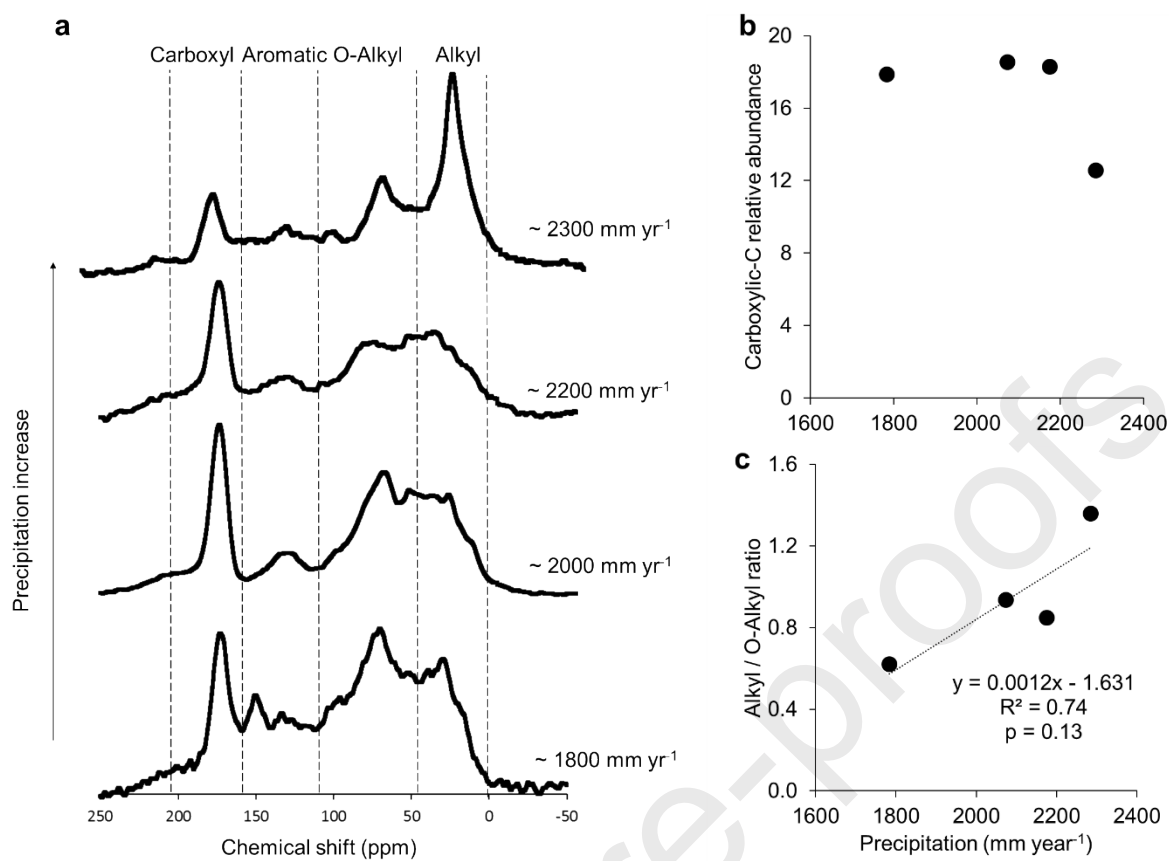 a
Carboxyl Aromatic O-Alkyl Alkyl
~ 2300 mm yr⁻¹
~ 2200 mm yr⁻¹
~ 2000 mm yr⁻¹
~ 1800 mm yr⁻¹
Precipitation increase
250 200 150 100 50 0 -50
Chemical shift (ppm)
b
Carboxylic-C relative abundance
20
16
12
8
4
0
1600 1800 2000 2200 2400
c
Alkyl / O-Alkyl ratio
1.6
1.2
0.8
0.4
0.0
y = 0.0012x - 1.631
R² = 0.74
p = 0.13
1600 1800 2000 2200 2400
Precipitation (mm year⁻¹)
e-proofs